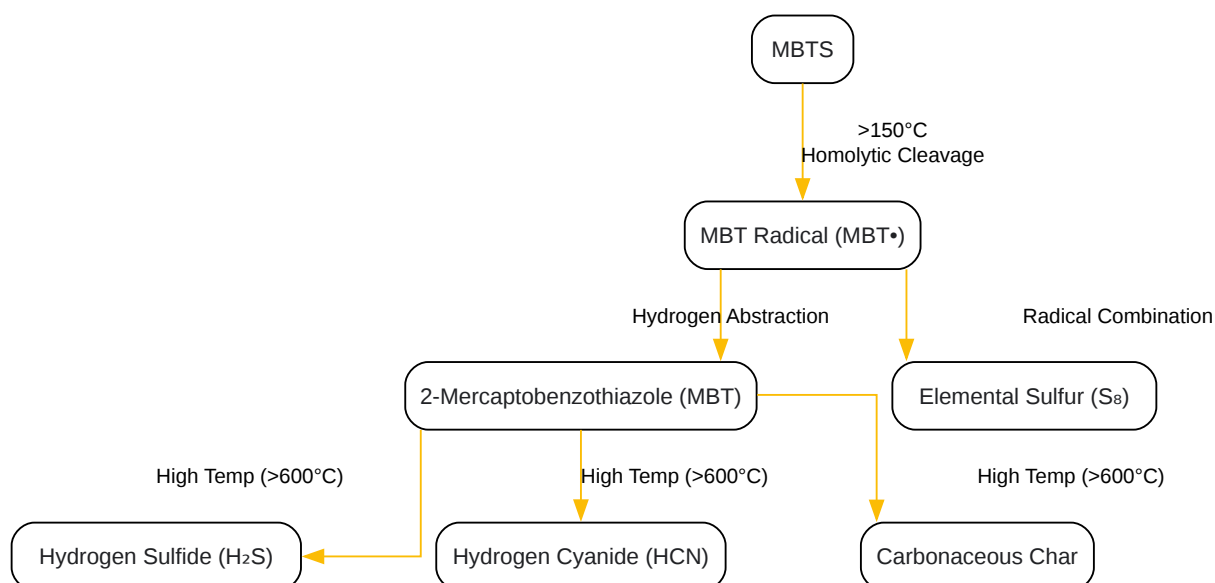 MBTS
>150°C
Homolytic Cleavage
MBT Radical (MBT•)
Hydrogen Abstraction
Radical Combination
2-Mercaptobenzothiazole (MBT)
Elemental Sulfur (S₈)
High Temp (>600°C)
High Temp (>600°C)
High Temp (>600°C)
Hydrogen Sulfide (H₂S)
Hydrogen Cyanide (HCN)
Carbonaceous Char